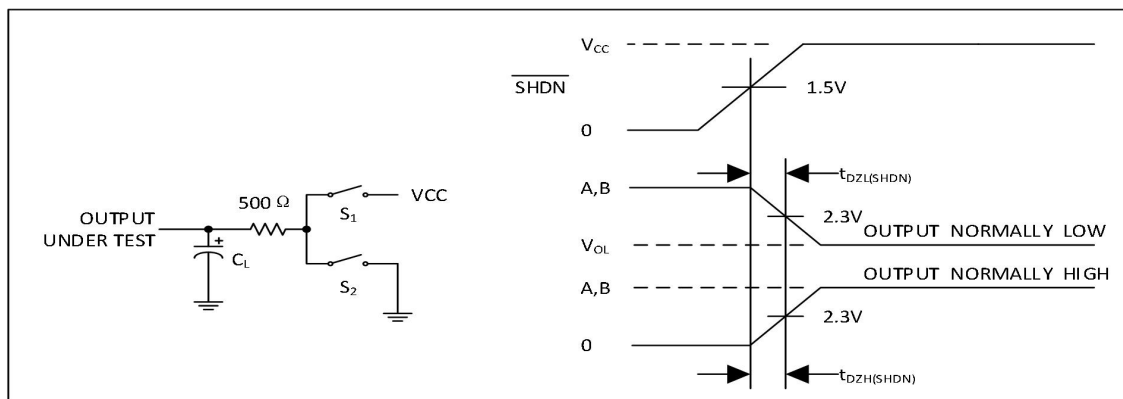 500 Ω
VCC
S1
OUTPUT
UNDER TEST
CL
S2
VCC
SHDN
1.5V
0
tDZL(SHDN)
A,B
2.3V
OUTPUT NORMALLY LOW
VOL
OUTPUT NORMALLY HIGH
A,B
2.3V
0
tDZH(SHDN)